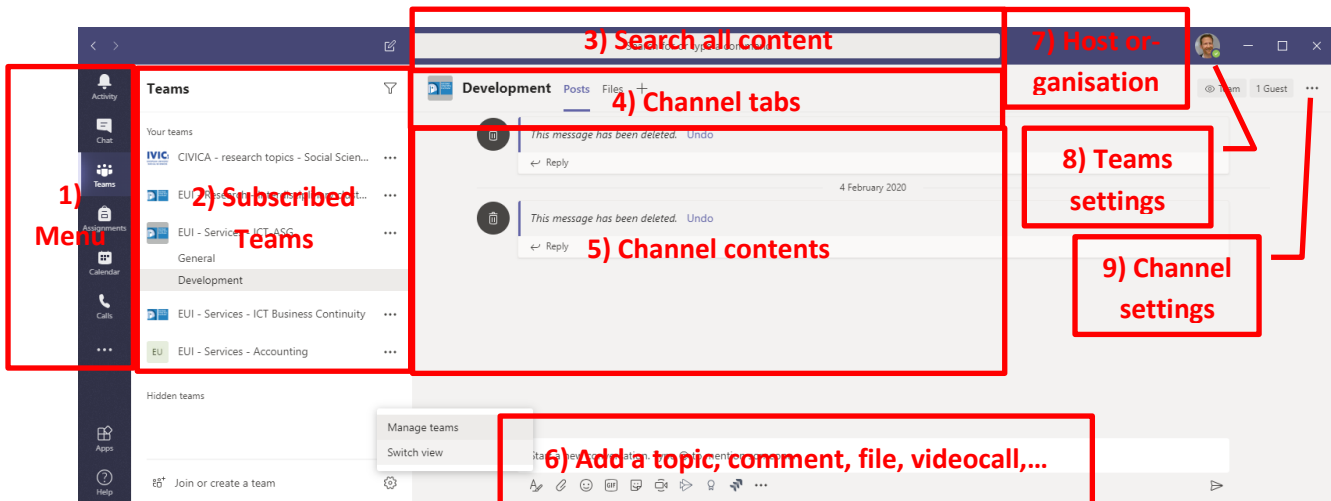 3) Search all content
7) Host or-
ganisation
Activity
Teams
Development Posts Files +
4) Channel tabs
Team
1 Guest
Your teams
This message has been deleted. Undo
Reply
Chat
CIVICA - research topics - Social Scien...
8) Teams
settings
4 February 2020
Teams
1)
Menu
2) Subscribed
Teams
EUI
This message has been deleted. Undo
Reply
5) Channel contents
Assignments
EUI - Services - ICT-ASG
General
Development
9) Channel
settings
Calendar
Calls
EUI - Services - ICT Business Continuity
EU EUI - Services - Accounting
Hidden teams
Manage teams
Switch view
6) Add a topic, comment, file, videocall,...
Apps
Join or create a team
GIF
Help